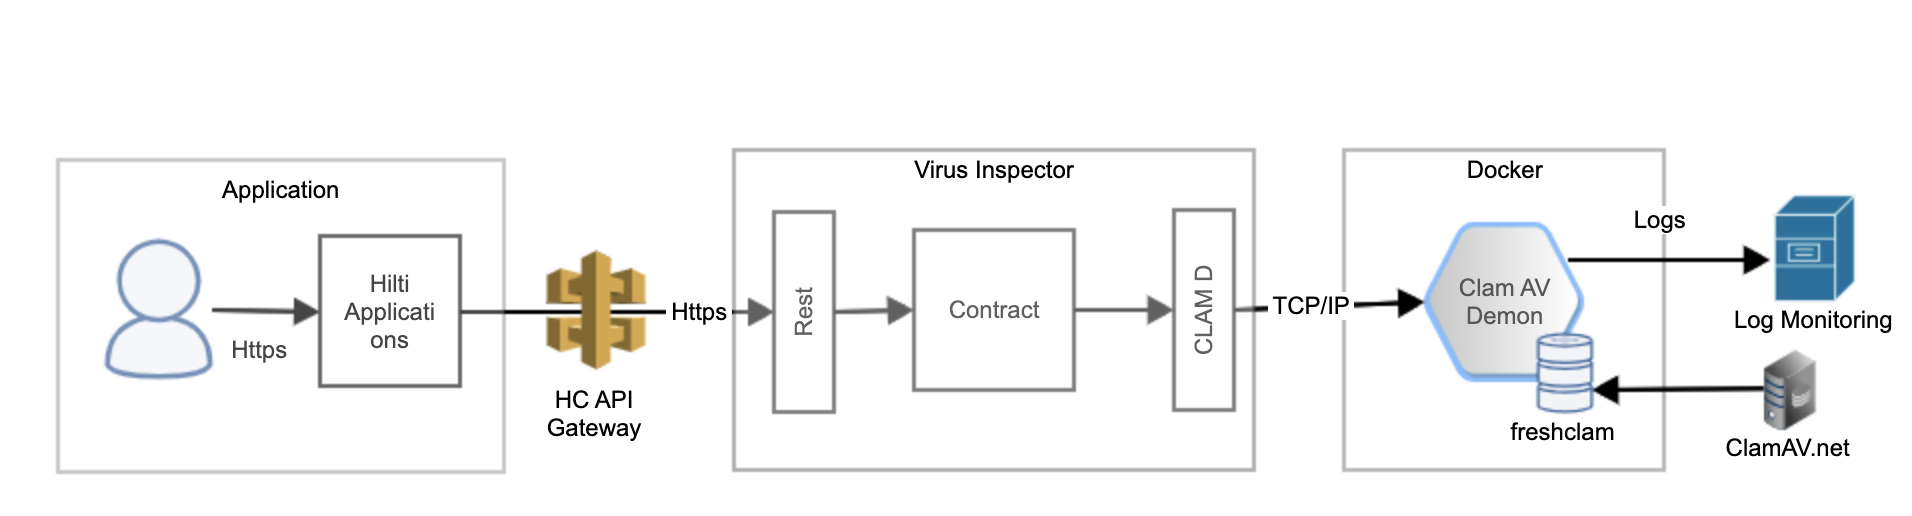 Application
Https
Hilti
Applicati
ons
HC API
Gateway
Https
Virus Inspector
Rest
Contract
CLAM D
TCP/IP
Docker
Clam AV
Demon
freshclam
Logs
Log Monitoring
ClamAV.net